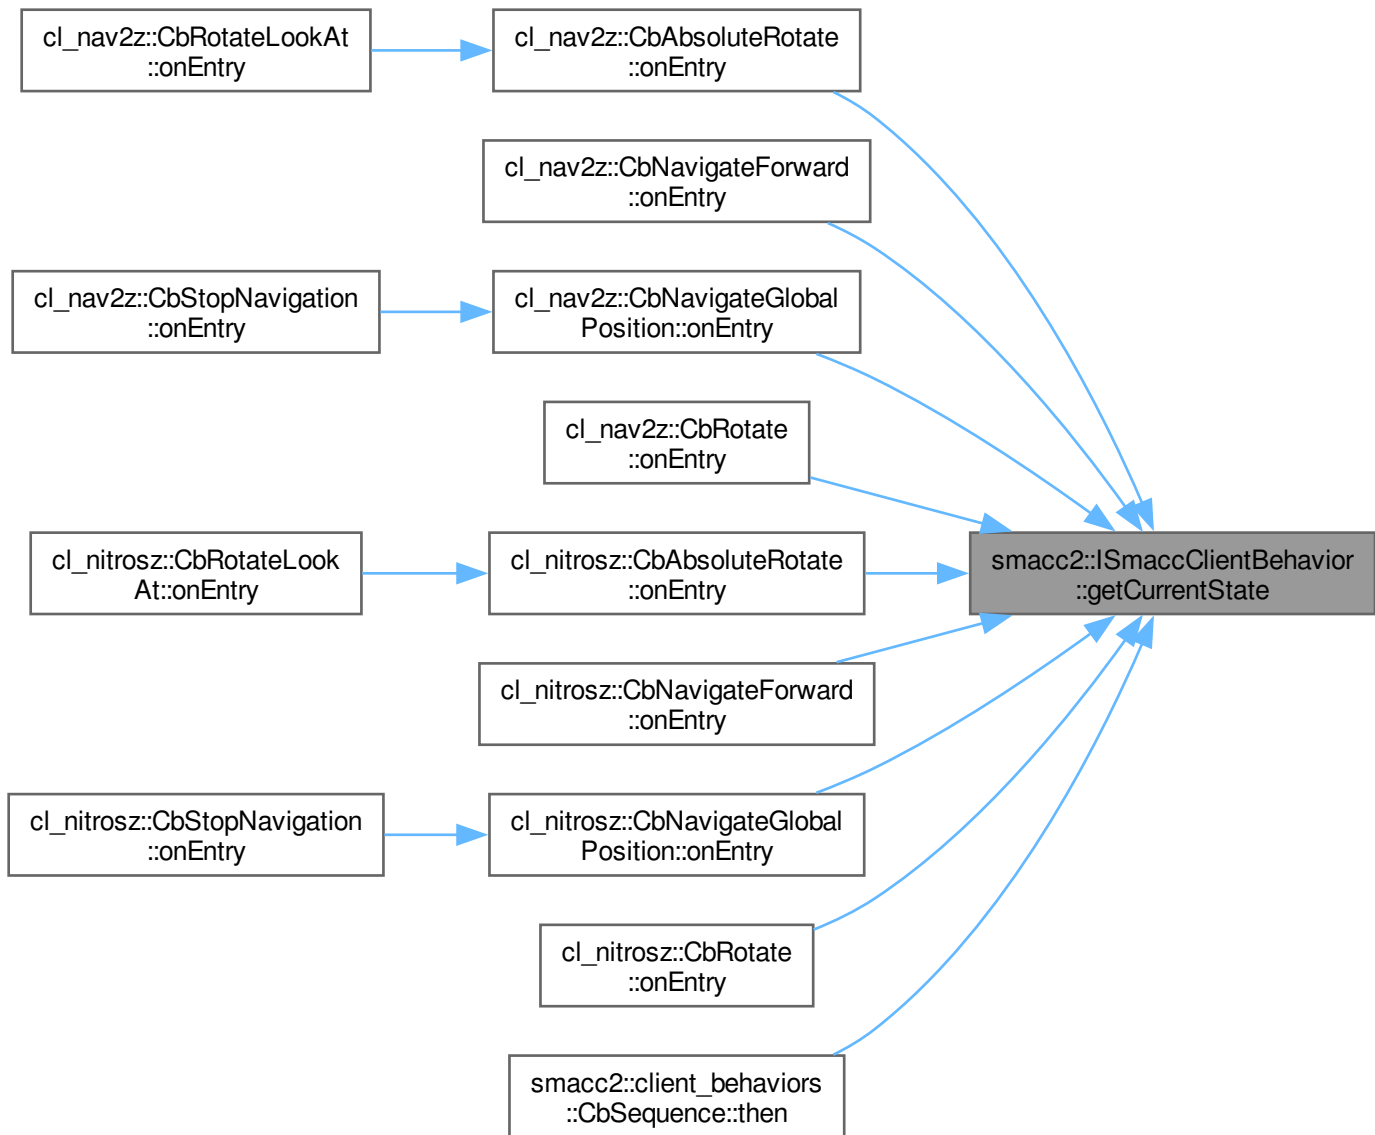 cl_nav2z::CbRotateLookAt
::onEntry
cl_nav2z::CbAbsoluteRotate
::onEntry
cl_nav2z::CbNavigateForward
::onEntry
cl_nav2z::CbStopNavigation
::onEntry
cl_nav2z::CbNavigateGlobal
Position::onEntry
cl_nav2z::CbRotate
::onEntry
cl_nitrosz::CbRotateLook
At::onEntry
cl_nitrosz::CbAbsoluteRotate
::onEntry
smacc2::ISmaccClientBehavior
::getCurrentState
cl_nitrosz::CbNavigateForward
::onEntry
cl_nitrosz::CbStopNavigation
::onEntry
cl_nitrosz::CbNavigateGlobal
Position::onEntry
cl_nitrosz::CbRotate
::onEntry
smacc2::client_behaviors
::CbSequence::then